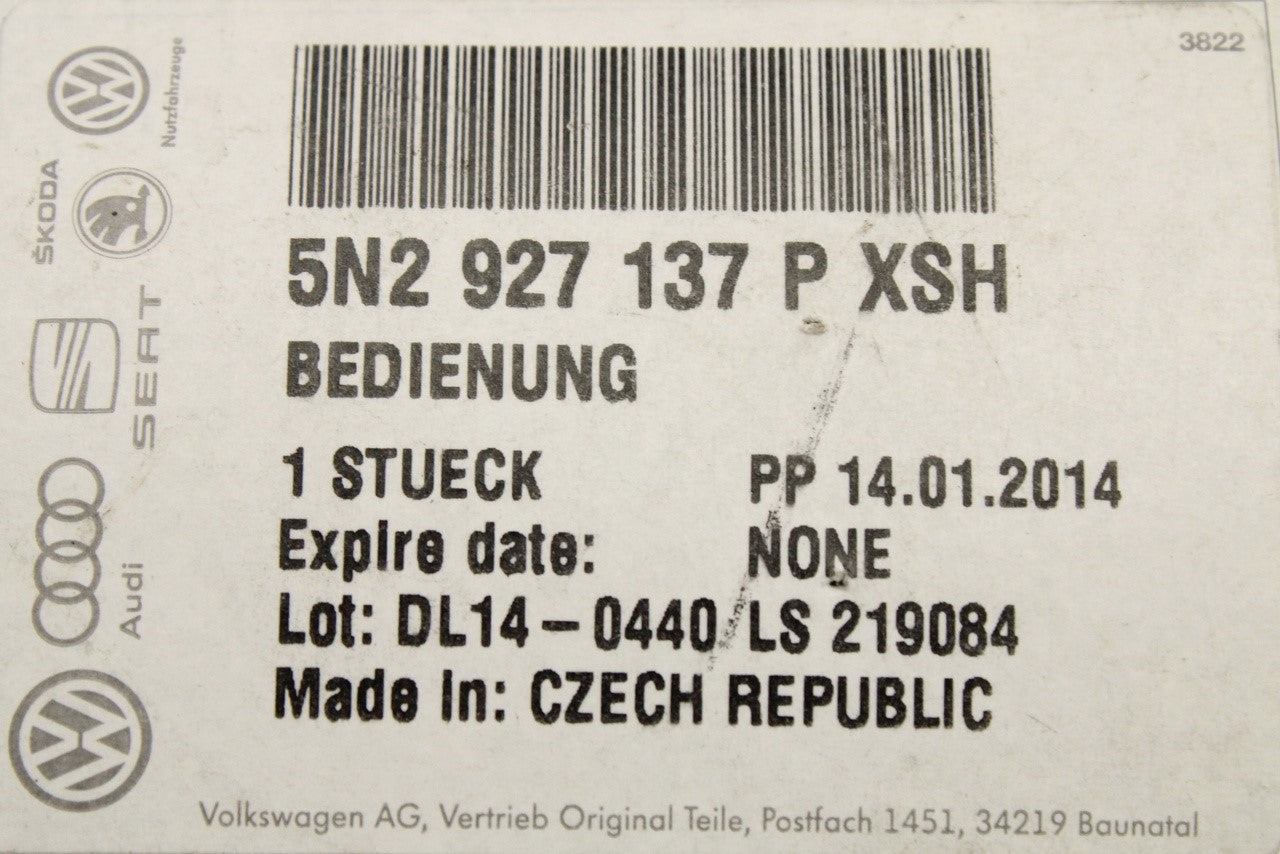 3822
Nutzfahrzeuge
ŠKODA
SEAT
Audi
5N2 927 137 P XSH
BEDIENUNG
1 STUECK PP 14.01.2014
Expire date: NONE
Lot: DL14-0440 LS 219084
Made In: CZECH REPUBLIC
Volkswagen AG, Vertrieb Original Teile, Postfach 1451, 34219 Baunatal